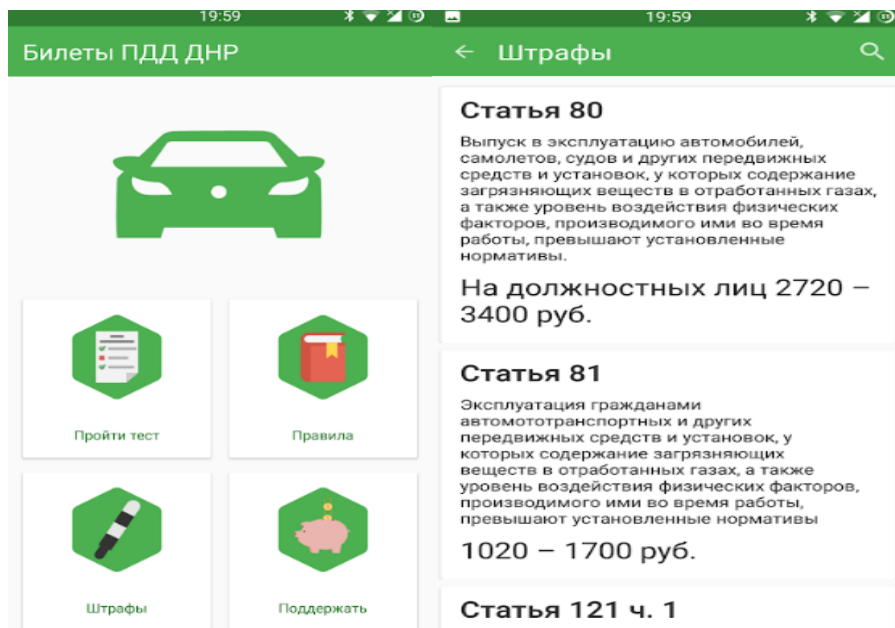 19:59
Билеты ПДД ДНР
Пройти тест
Правила
Штрафы
Поддержать
19:59
Штрафы
Статья 80
Выпуск в эксплуатацию автомобилей,
самолетов, судов и других передвижных
средств и установок, у которых содержание
загрязняющих веществ в отработанных газах,
а также уровень воздействия физических
факторов, производимого ими во время
работы, превышают установленные
нормативы.
На должностных лиц 2720 –
3400 руб.
Статья 81
Эксплуатация гражданами
автомототранспортных и других
передвижных средств и установок, у
которых содержание загрязняющих
веществ в отработанных газах, а также
уровень воздействия физических факторов,
производимого ими во время работы,
превышают установленные нормативы
1020 – 1700 руб.
Статья 121 ч. 1